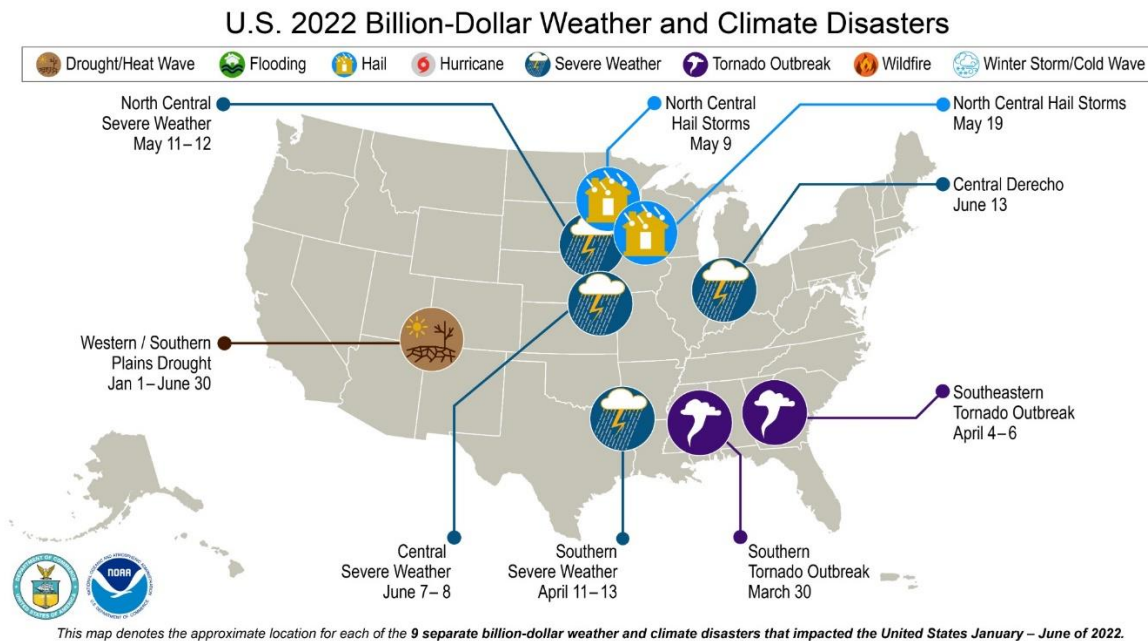 U.S. 2022 Billion-Dollar Weather and Climate Disasters
Drought/Heat Wave
Flooding
Hail
Hurricane
Severe Weather
Tornado Outbreak
Wildfire
Winter Storm/Cold Wave
North Central
Severe Weather
May 11–12
North Central
Hail Storms
May 9
North Central Hail Storms
May 19
Central Derecho
June 13
Western / Southern
Plains Drought
Jan 1–June 30
Southeastern
Tornado Outbreak
April 4–6
Central
Severe Weather
June 7–8
Southern
Severe Weather
April 11–13
Southern
Tornado Outbreak
March 30
NOAA
This map denotes the approximate location for each of the 9 separate billion-dollar weather and climate disasters that impacted the United States January – June of 2022.